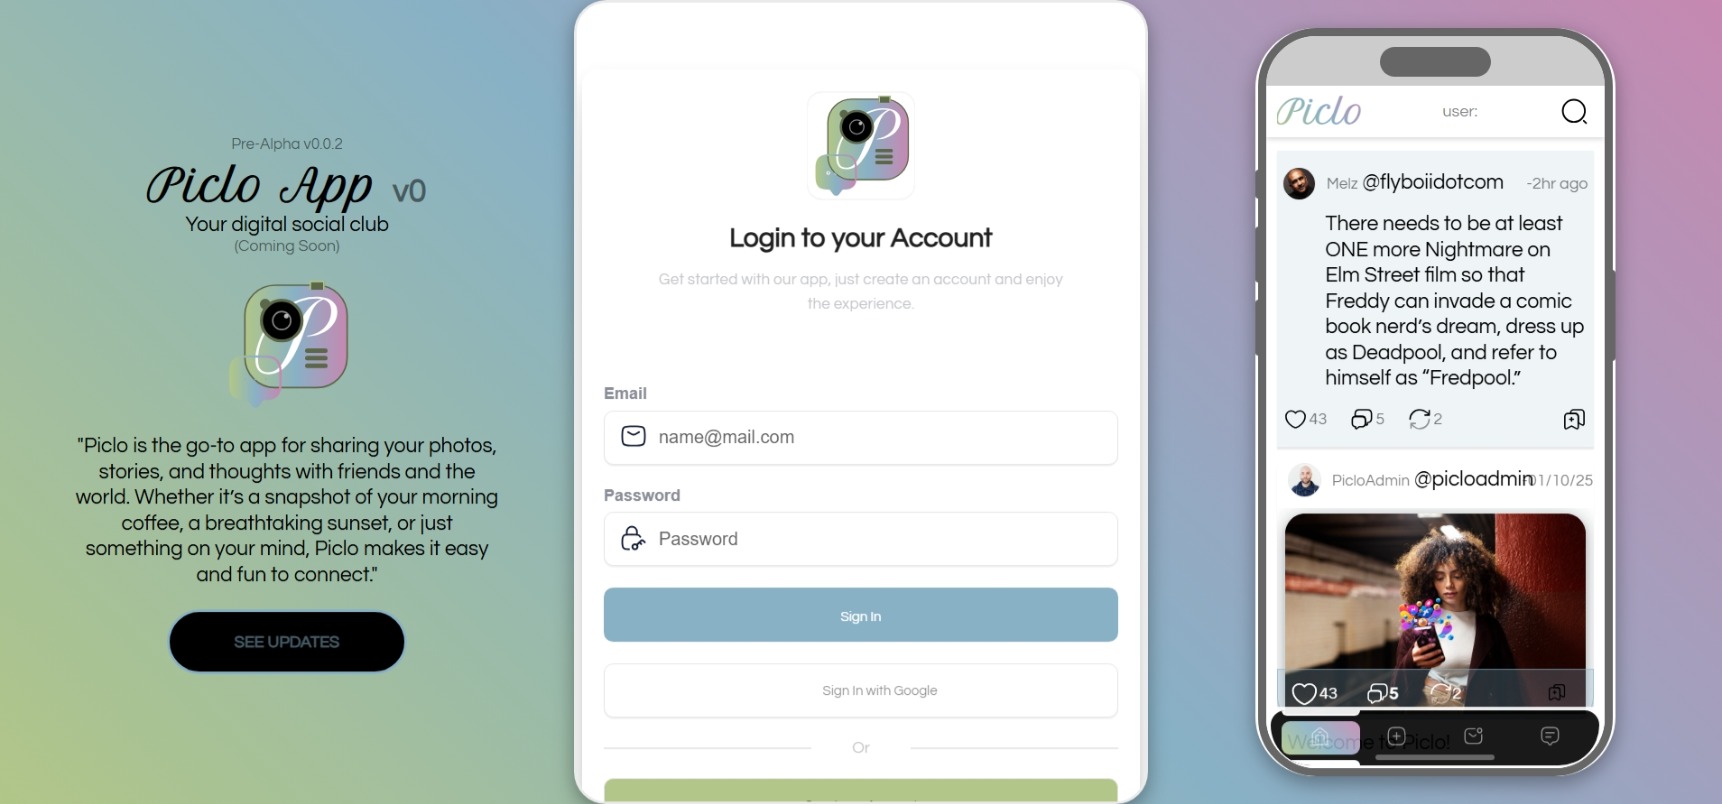 Pre-Alpha v0.0.2
Piclo App v0
Your digital social club
(Coming Soon)
"Piclo is the go-to app for sharing your photos,
stories, and thoughts with friends and the
world. Whether it's a snapshot of your morning
coffee, a breathtaking sunset, or just
something on your mind, Piclo makes it easy
and fun to connect."
SEE UPDATES
Login to your Account
Get started with our app, just create an account and enjoy
the experience.
Email
name@mail.com
Password
Password
Sign In
Sign In with Google
Or
Piclo
user:
Melz @flyboiidotcom -2hr ago
There needs to be at least
ONE more Nightmare on
Elm Street film so that
Freddy can invade a comic
book nerd's dream, dress up
as Deadpool, and refer to
himself as “Fredpool.”
43 5 2
PicloAdmin @picloadmin -01/10/25
43 5 2
Welcome to Piclo!